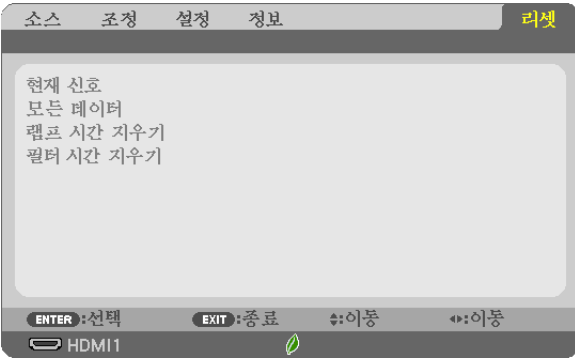 소스 조정 설정 정보 리셋
현재 신호
모든 데이터
램프 시간 지우기
필터 시간 지우기
ENTER :선택 EXIT :종료 :이동 :이동
HDMI1